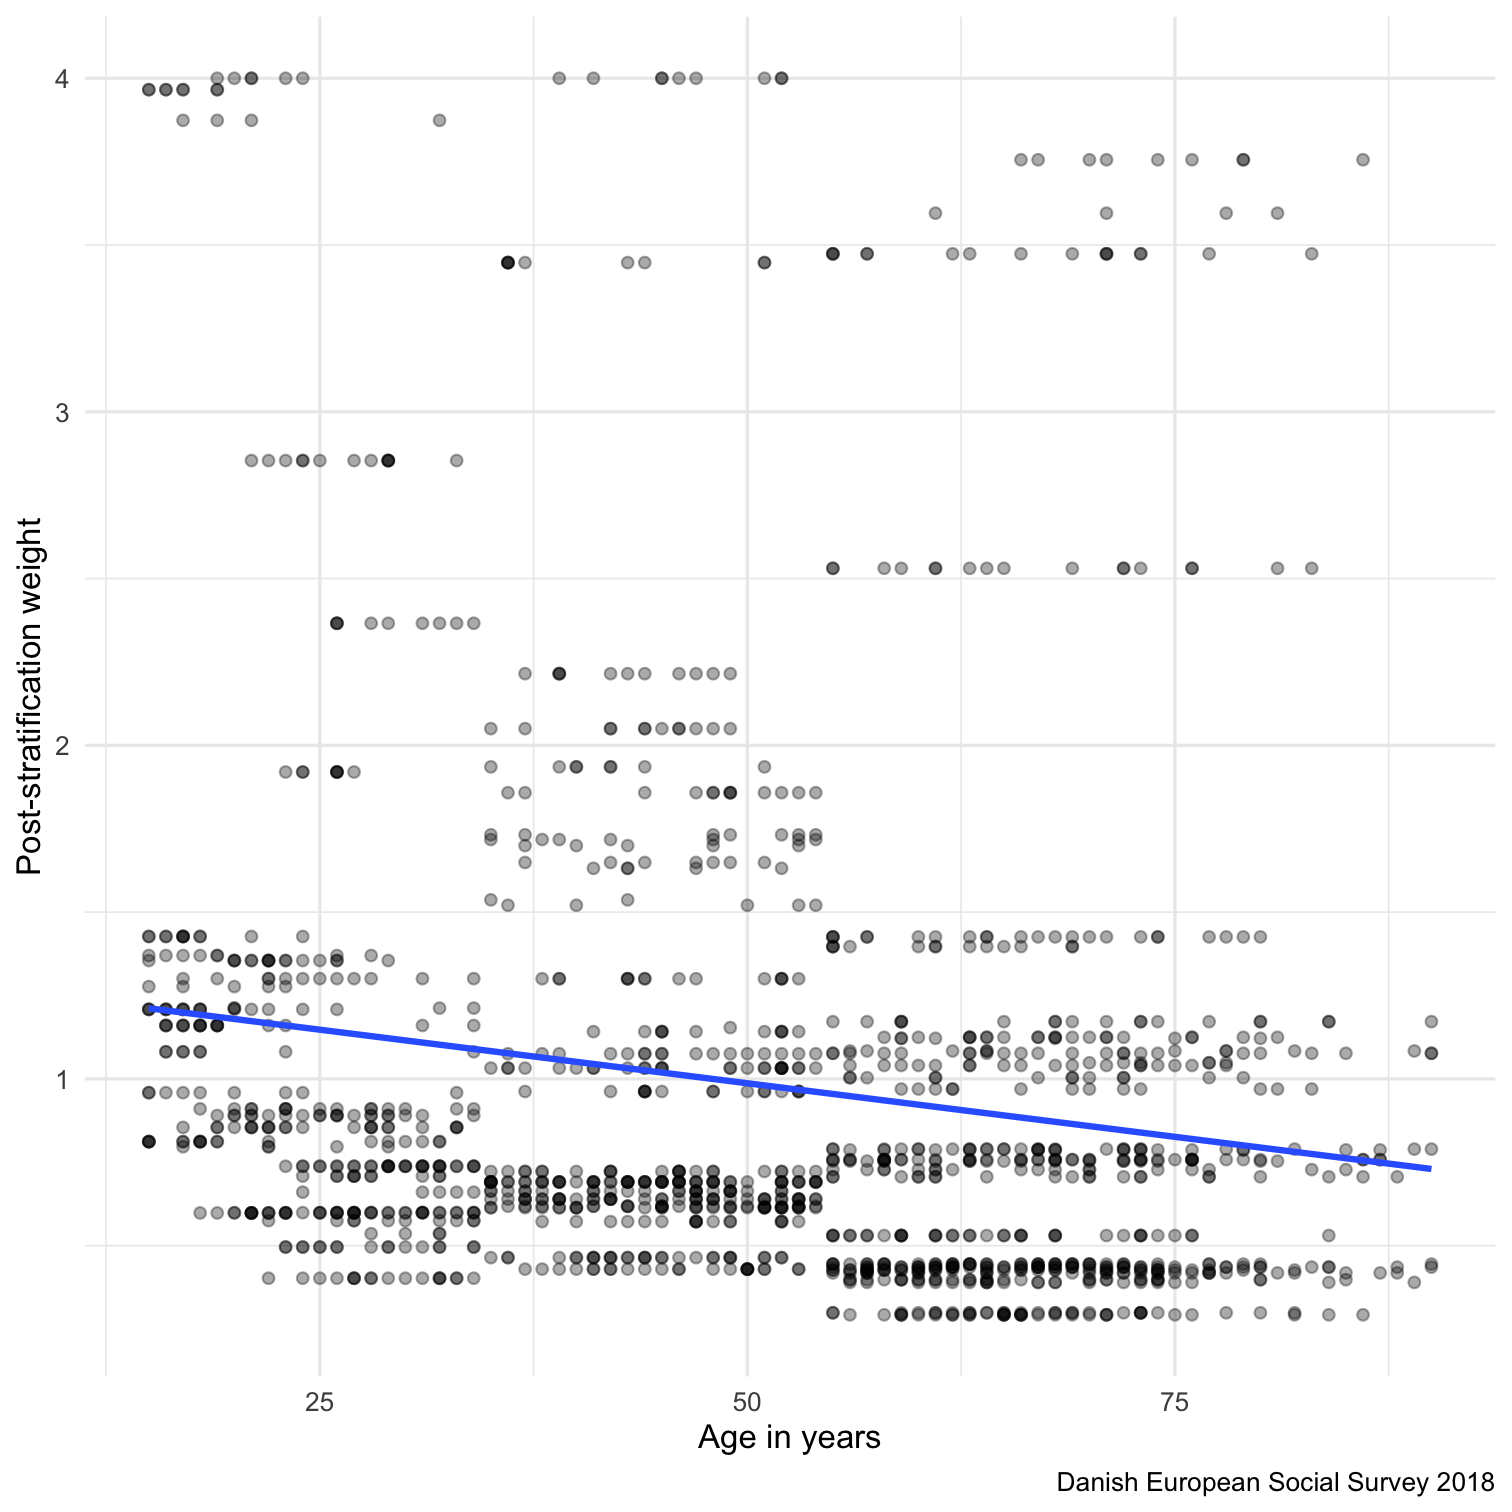 4
3
2
1
Post-stratification weight
25 50 75
Age in years
Danish European Social Survey 2018